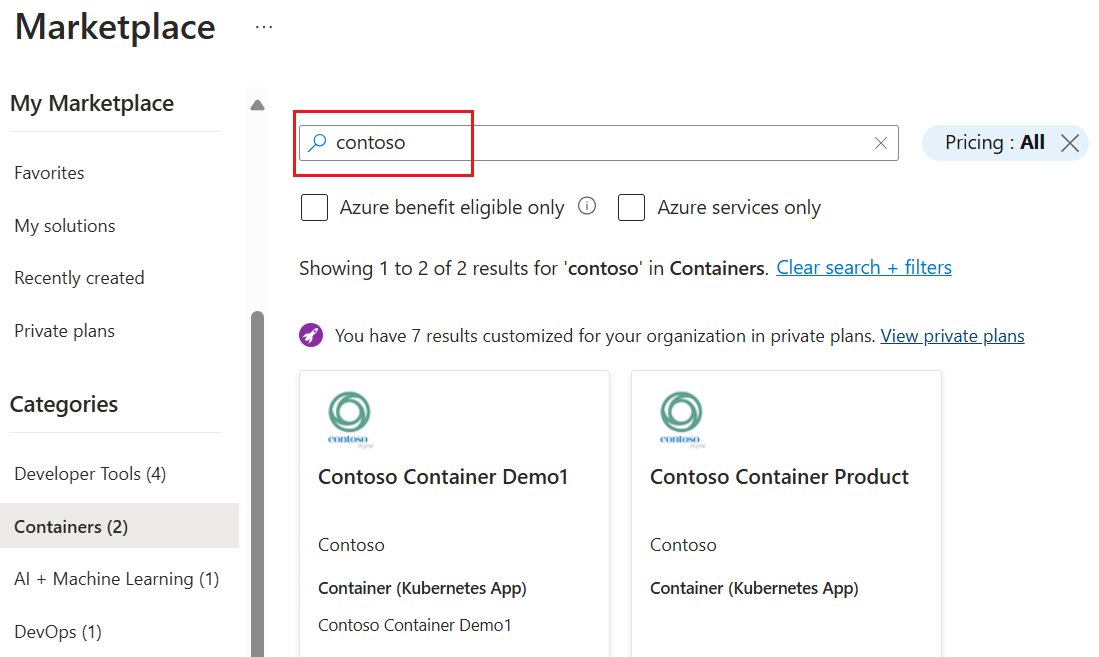 Marketplace ...
My Marketplace
Favorites
My solutions
Recently created
Private plans
Categories
Developer Tools (4)
Containers (2)
AI + Machine Learning (1)
DevOps (1)
contoso
Pricing : All
Azure benefit eligible only
Azure services only
Showing 1 to 2 of 2 results for 'contoso' in Containers. Clear search + filters
You have 7 results customized for your organization in private plans. View private plans
contoso
Contoso Container Demo1
Contoso
Container (Kubernetes App)
Contoso Container Demo1
contoso
Contoso Container Product
Contoso
Container (Kubernetes App)